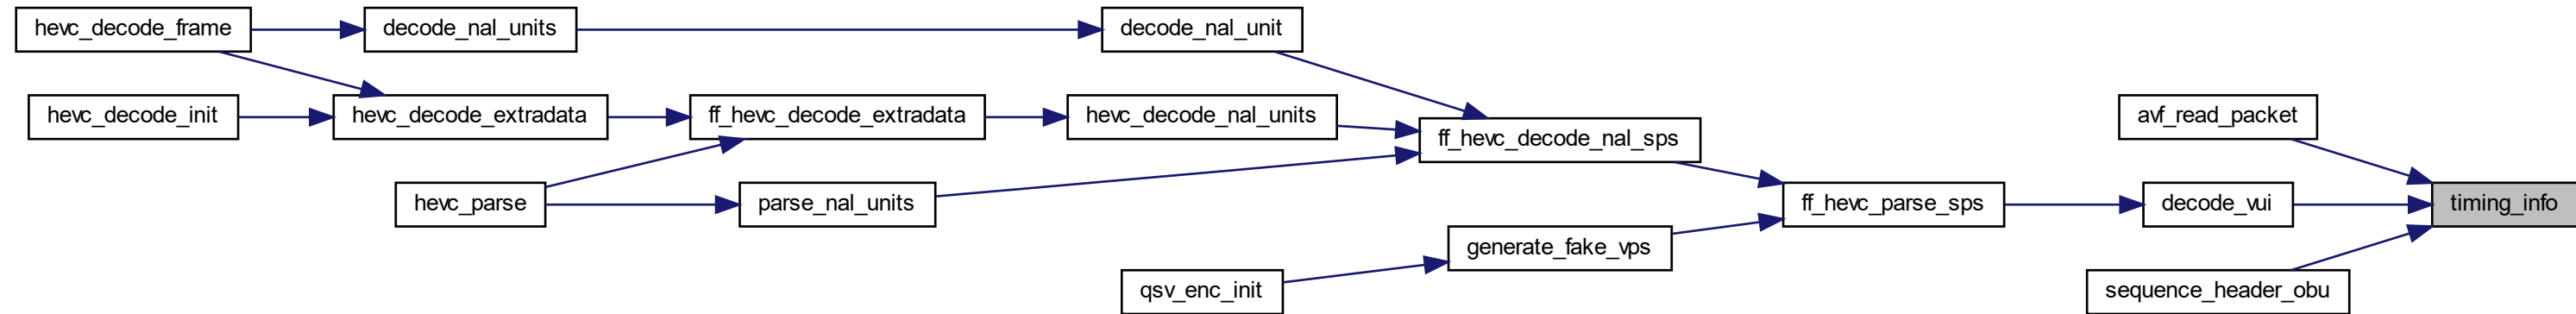 hevc_decode_frame
decode_nal_units
decode_nal_unit
hevc_decode_init
hevc_decode_extradata
ff_hevc_decode_extradata
hevc_decode_nal_units
ff_hevc_decode_nal_sps
avf_read_packet
hevc_parse
parse_nal_units
ff_hevc_parse_sps
decode_vui
timing_info
generate_fake_vps
qsv_enc_init
sequence_header_obu